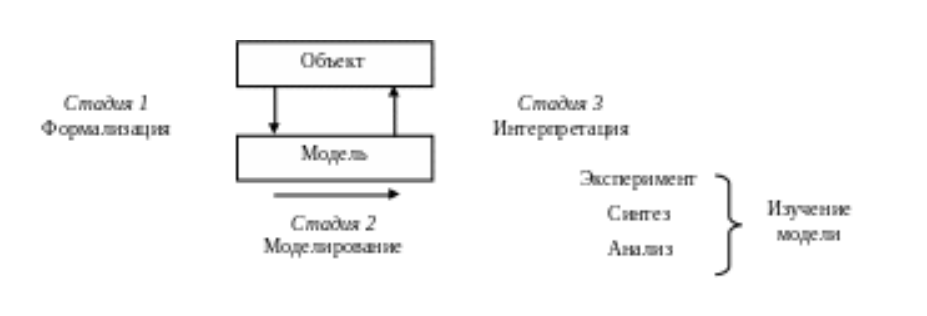 Объект
Стадия 1
Формализация
Стадия 3
Интерпретация
Модель
Стадия 2
Моделирование
Эксперимент
Синтез
Анализ
Изучение
модели